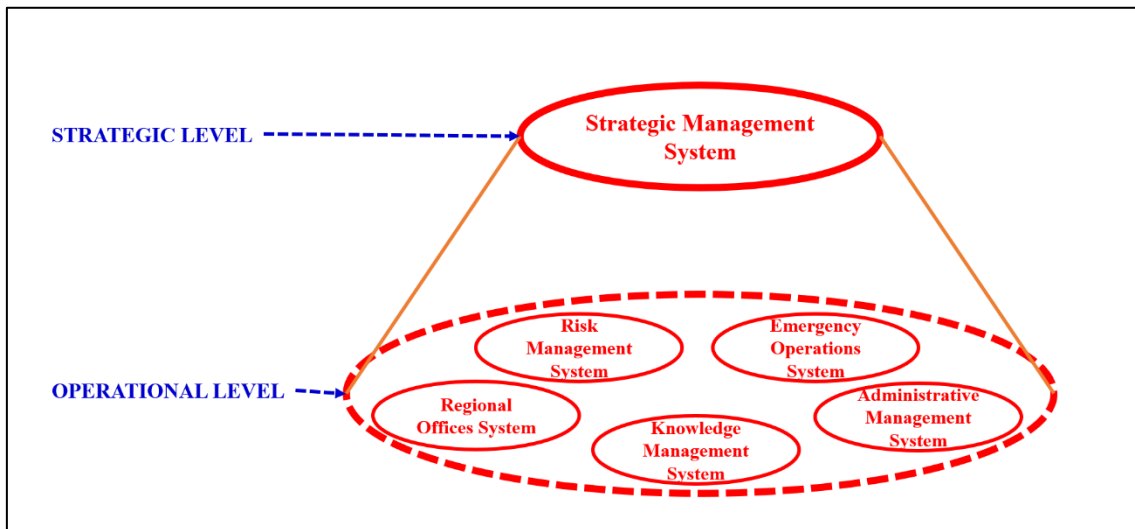 STRATEGIC LEVEL
Strategic Management
System
OPERATIONAL LEVEL
Risk
Management
System
Emergency
Operations
System
Regional
Offices System
Knowledge
Management
System
Administrative
Management
System